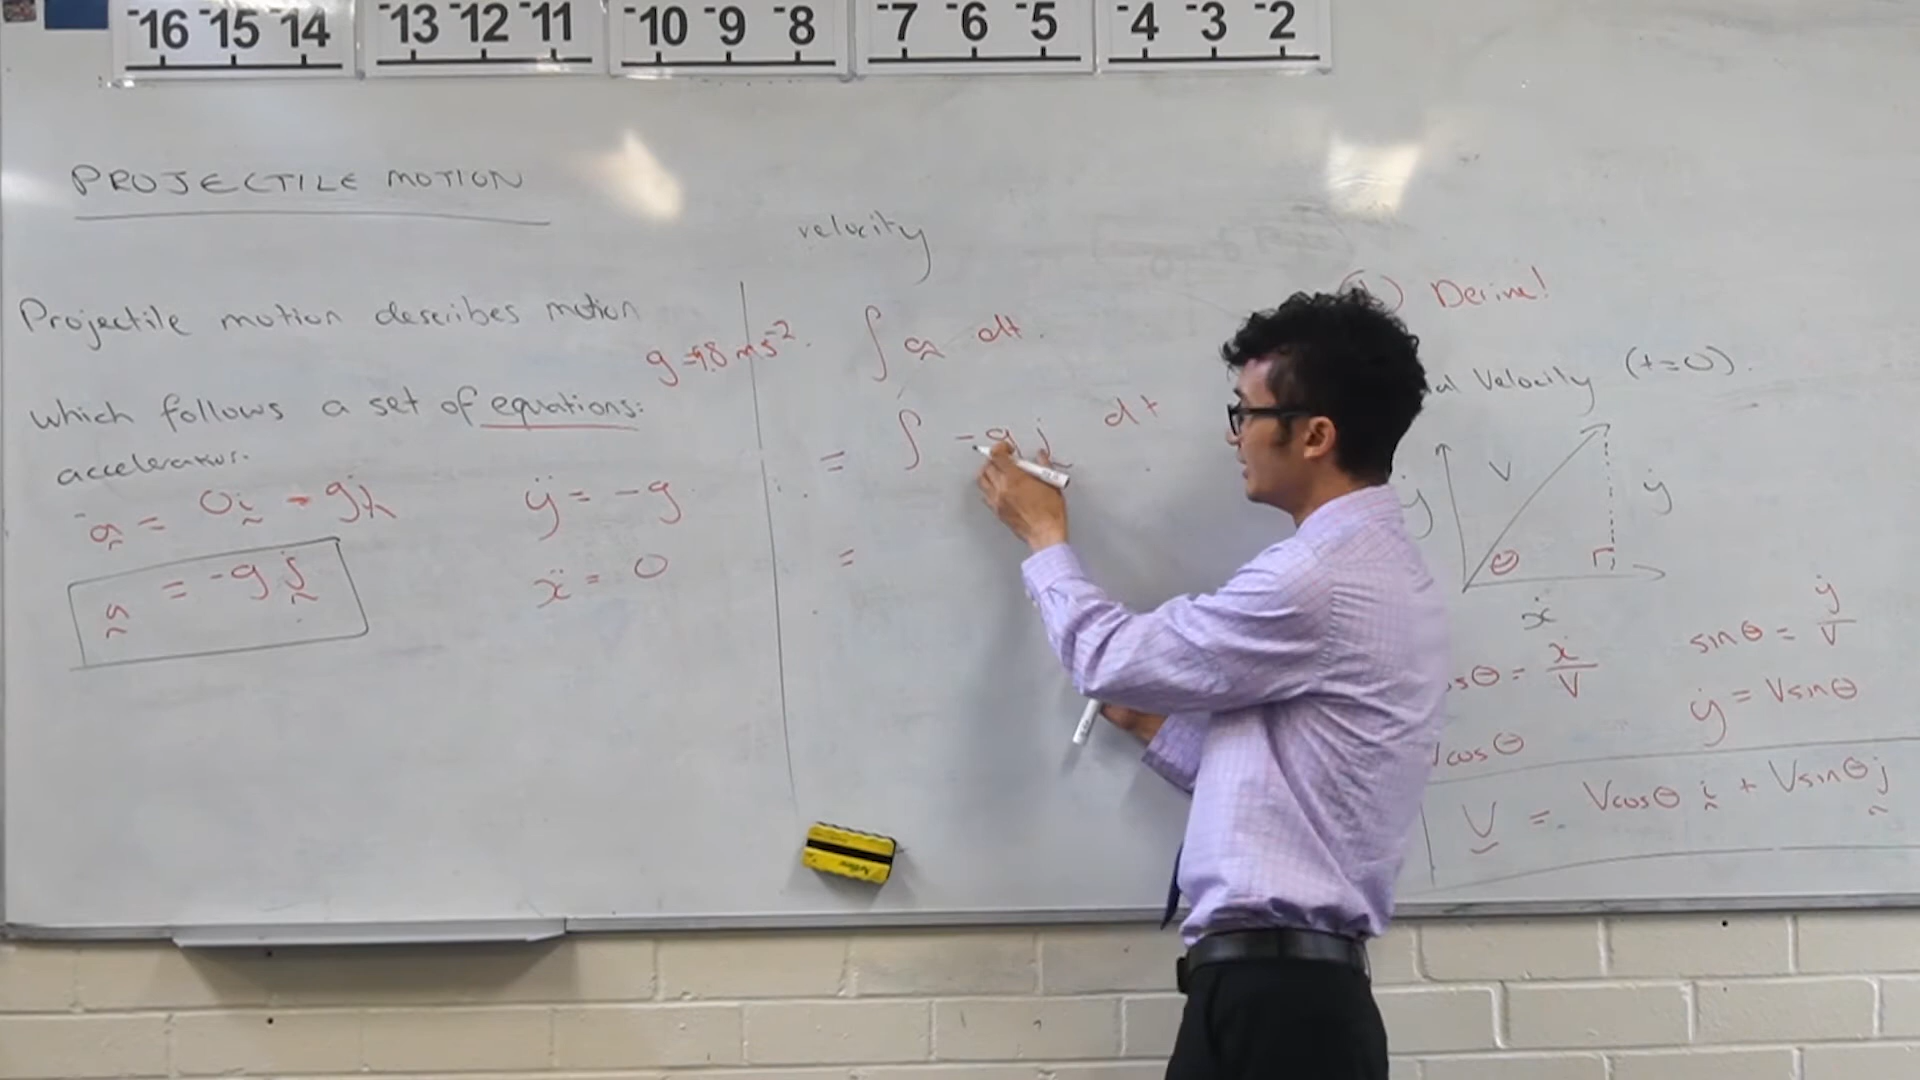 -16 -15 -14 -13 -12 -11 -10 -9 -8 -7 -6 -5 -4 -3 -2
PROJECTILE MOTION
Projectile motion describes motion
which follows a set of equations:
acceleration.
a = 0i - gj
a = -gj
ÿ = -g
ẍ = 0
g = 9.8 ms⁻²
velocity
∫ a dt.
= ∫ -gj dt
=
(1) Derive!
Velocity (t=0).
ẏ
V
ẏ
θ
ẋ
sθ = ẋ/V
sinθ = ẏ/V
Vcosθ
ẏ = Vsinθ
V = Vcosθ i + Vsinθ j